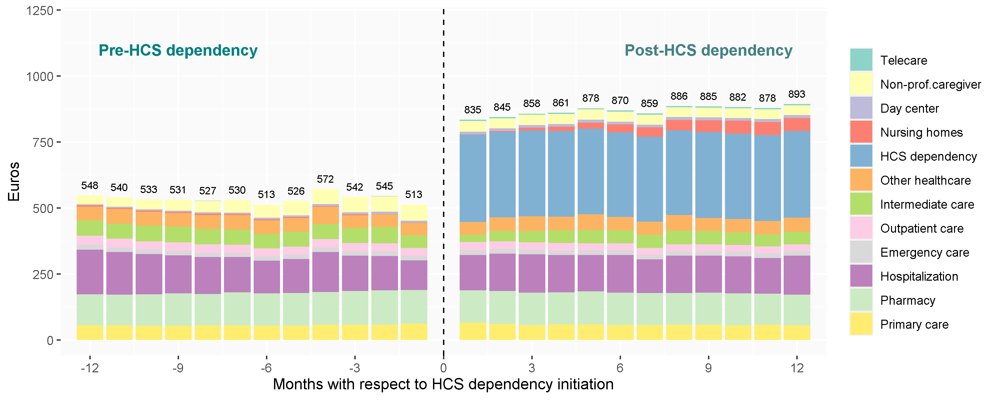 1250
1000
750
500
250
0
Euros
Pre-HCS dependency
Post-HCS dependency
548
540
533
531
527
530
513
526
572
542
545
513
835
845
858
861
878
870
859
886
885
882
878
893
-12
-9
-6
-3
0
3
6
9
12
Months with respect to HCS dependency initiation
Telecare
Non-prof.caregiver
Day center
Nursing homes
HCS dependency
Other healthcare
Intermediate care
Outpatient care
Emergency care
Hospitalization
Pharmacy
Primary care